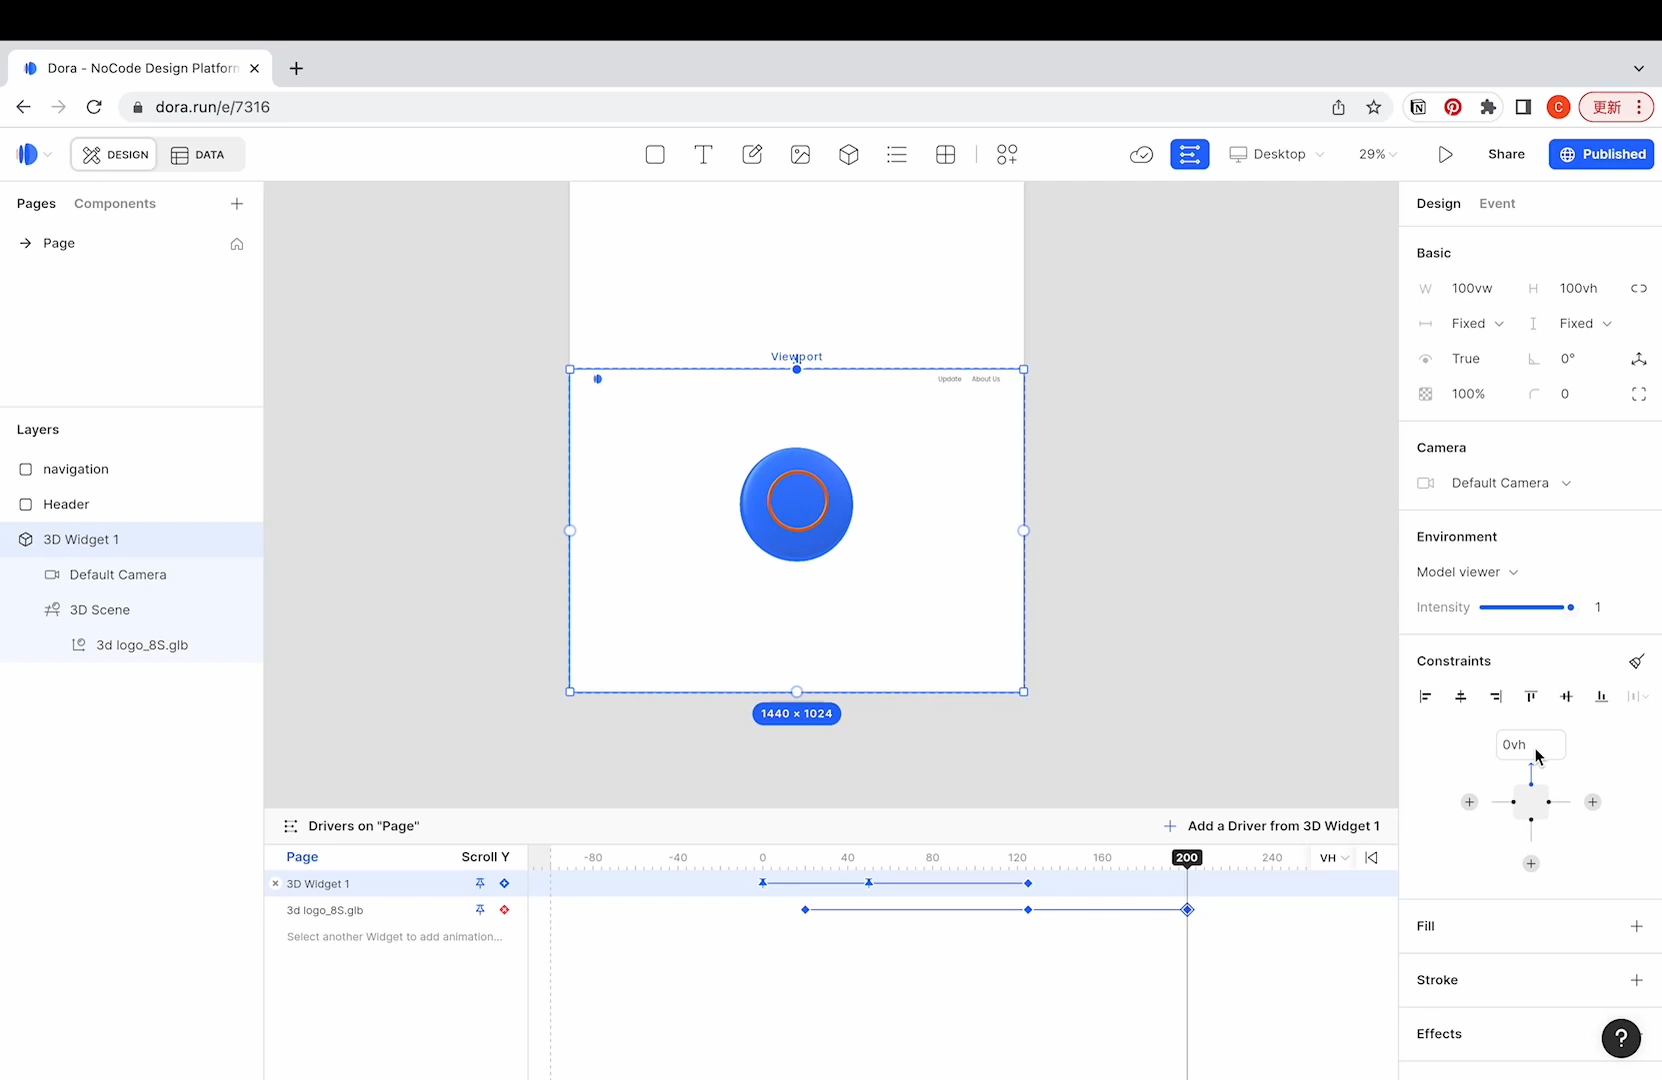 Dora - NoCode Design Platform
dora.run/e/7316
C
更新
DESIGN
DATA
Desktop
29%
Share
Published
Pages
Components
Page
Layers
navigation
Header
3D Widget 1
Default Camera
3D Scene
3d logo_8S.glb
Viewport
Update
About Us
1440 × 1024
Design
Event
Basic
W 100vw
H 100vh
Fixed
Fixed
True
0°
100%
0
Camera
Default Camera
Environment
Model viewer
Intensity 1
Constraints
0vh
Fill
Stroke
Effects
?
Drivers on "Page"
Add a Driver from 3D Widget 1
Page
Scroll Y
-80 -40 0 40 80 120 160 200 240
VH
3D Widget 1
3d logo_8S.glb
Select another Widget to add animation...